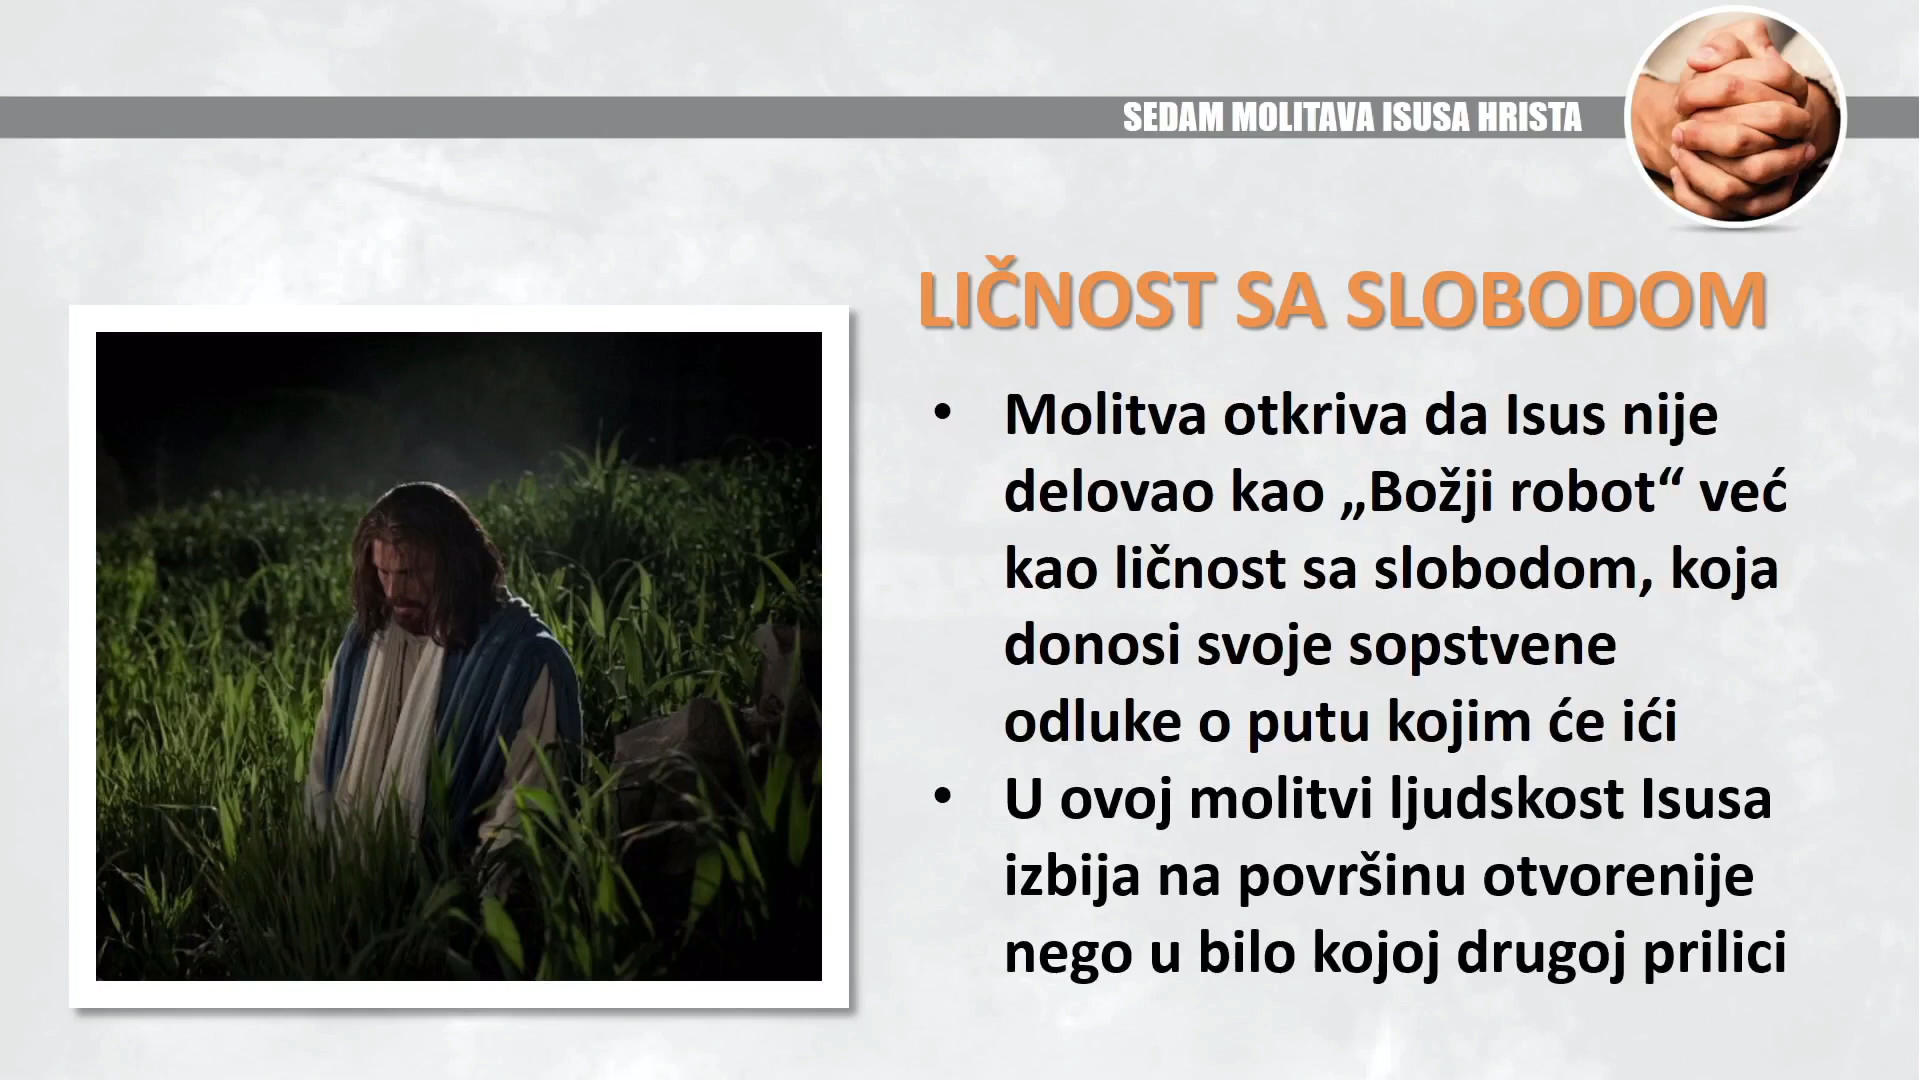 SEDAM MOLITAVA ISUSA HRISTA
LIČNOST SA SLOBODOM
• Molitva otkriva da Isus nije
delovao kao „Božji robot“ već
kao ličnost sa slobodom, koja
donosi svoje sopstvene
odluke o putu kojim će ići
• U ovoj molitvi ljudskost Isusa
izbija na površinu otvorenije
nego u bilo kojoj drugoj prilici